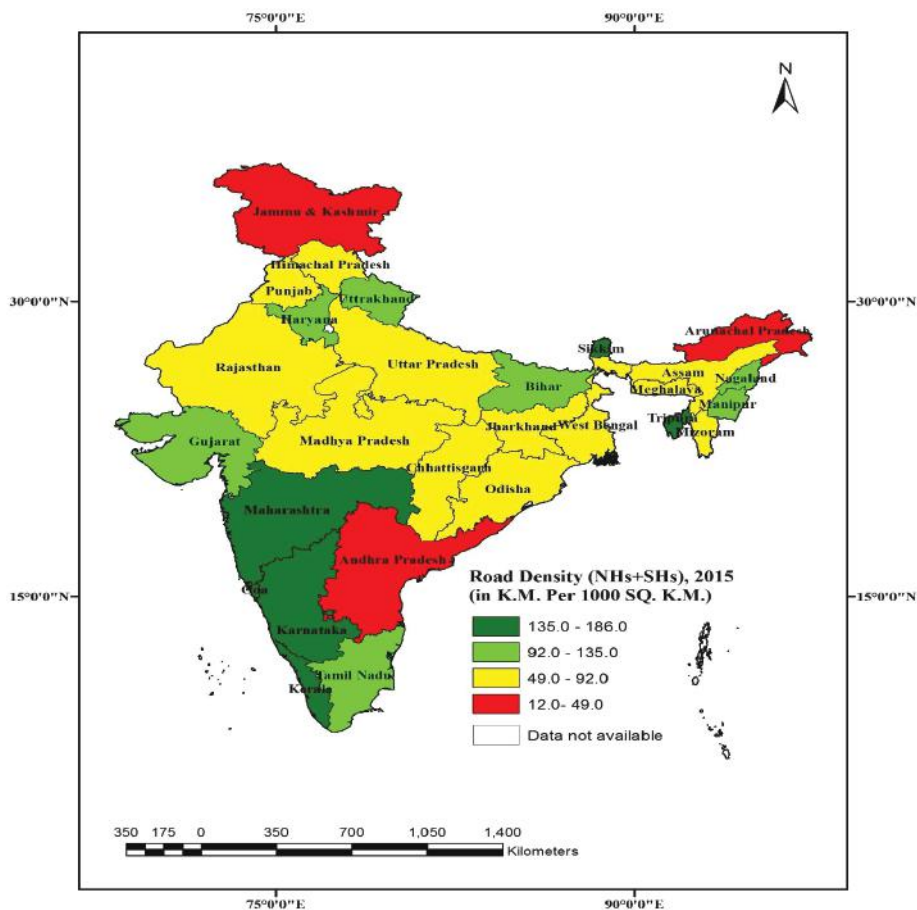 75°0'0"E 90°0'0"E
N
Jammu & Kashmir
Himachal Pradesh
Punjab
30°0'0"N Uttrakhand 30°0'0"N
Haryana
Arunachal Pradesh
Sikkim
Rajasthan Uttar Pradesh Assam
Bihar Meghalaya Nagaland
Manipur
Tripura
Gujarat Madhya Pradesh Jharkhand West Bengal Mizoram
Chhattisgarh
Odisha
Maharashtra
Andhra Pradesh
Road Density (NHs+SHs), 2015
(in K.M. Per 1000 SQ. K.M.)
15°0'0"N Goa 15°0'0"N
135.0 - 186.0
Karnataka
92.0 - 135.0
Tamil Nadu
49.0 - 92.0
Kerala
12.0- 49.0
Data not available
350 175 0 350 700 1,050 1,400
Kilometers
75°0'0"E 90°0'0"E